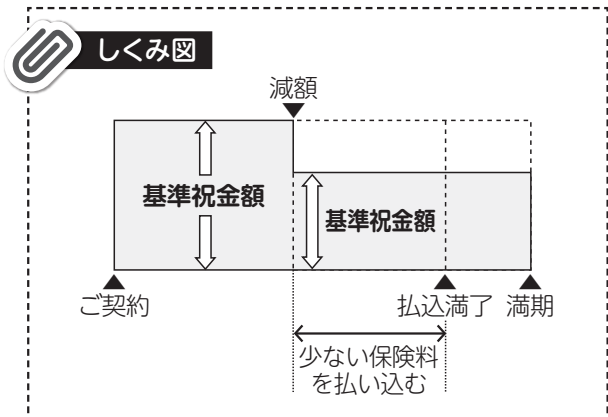 しくみ図
減額
基準祝金額
基準祝金額
ご契約
払込満了
満期
少ない保険料
を払い込む